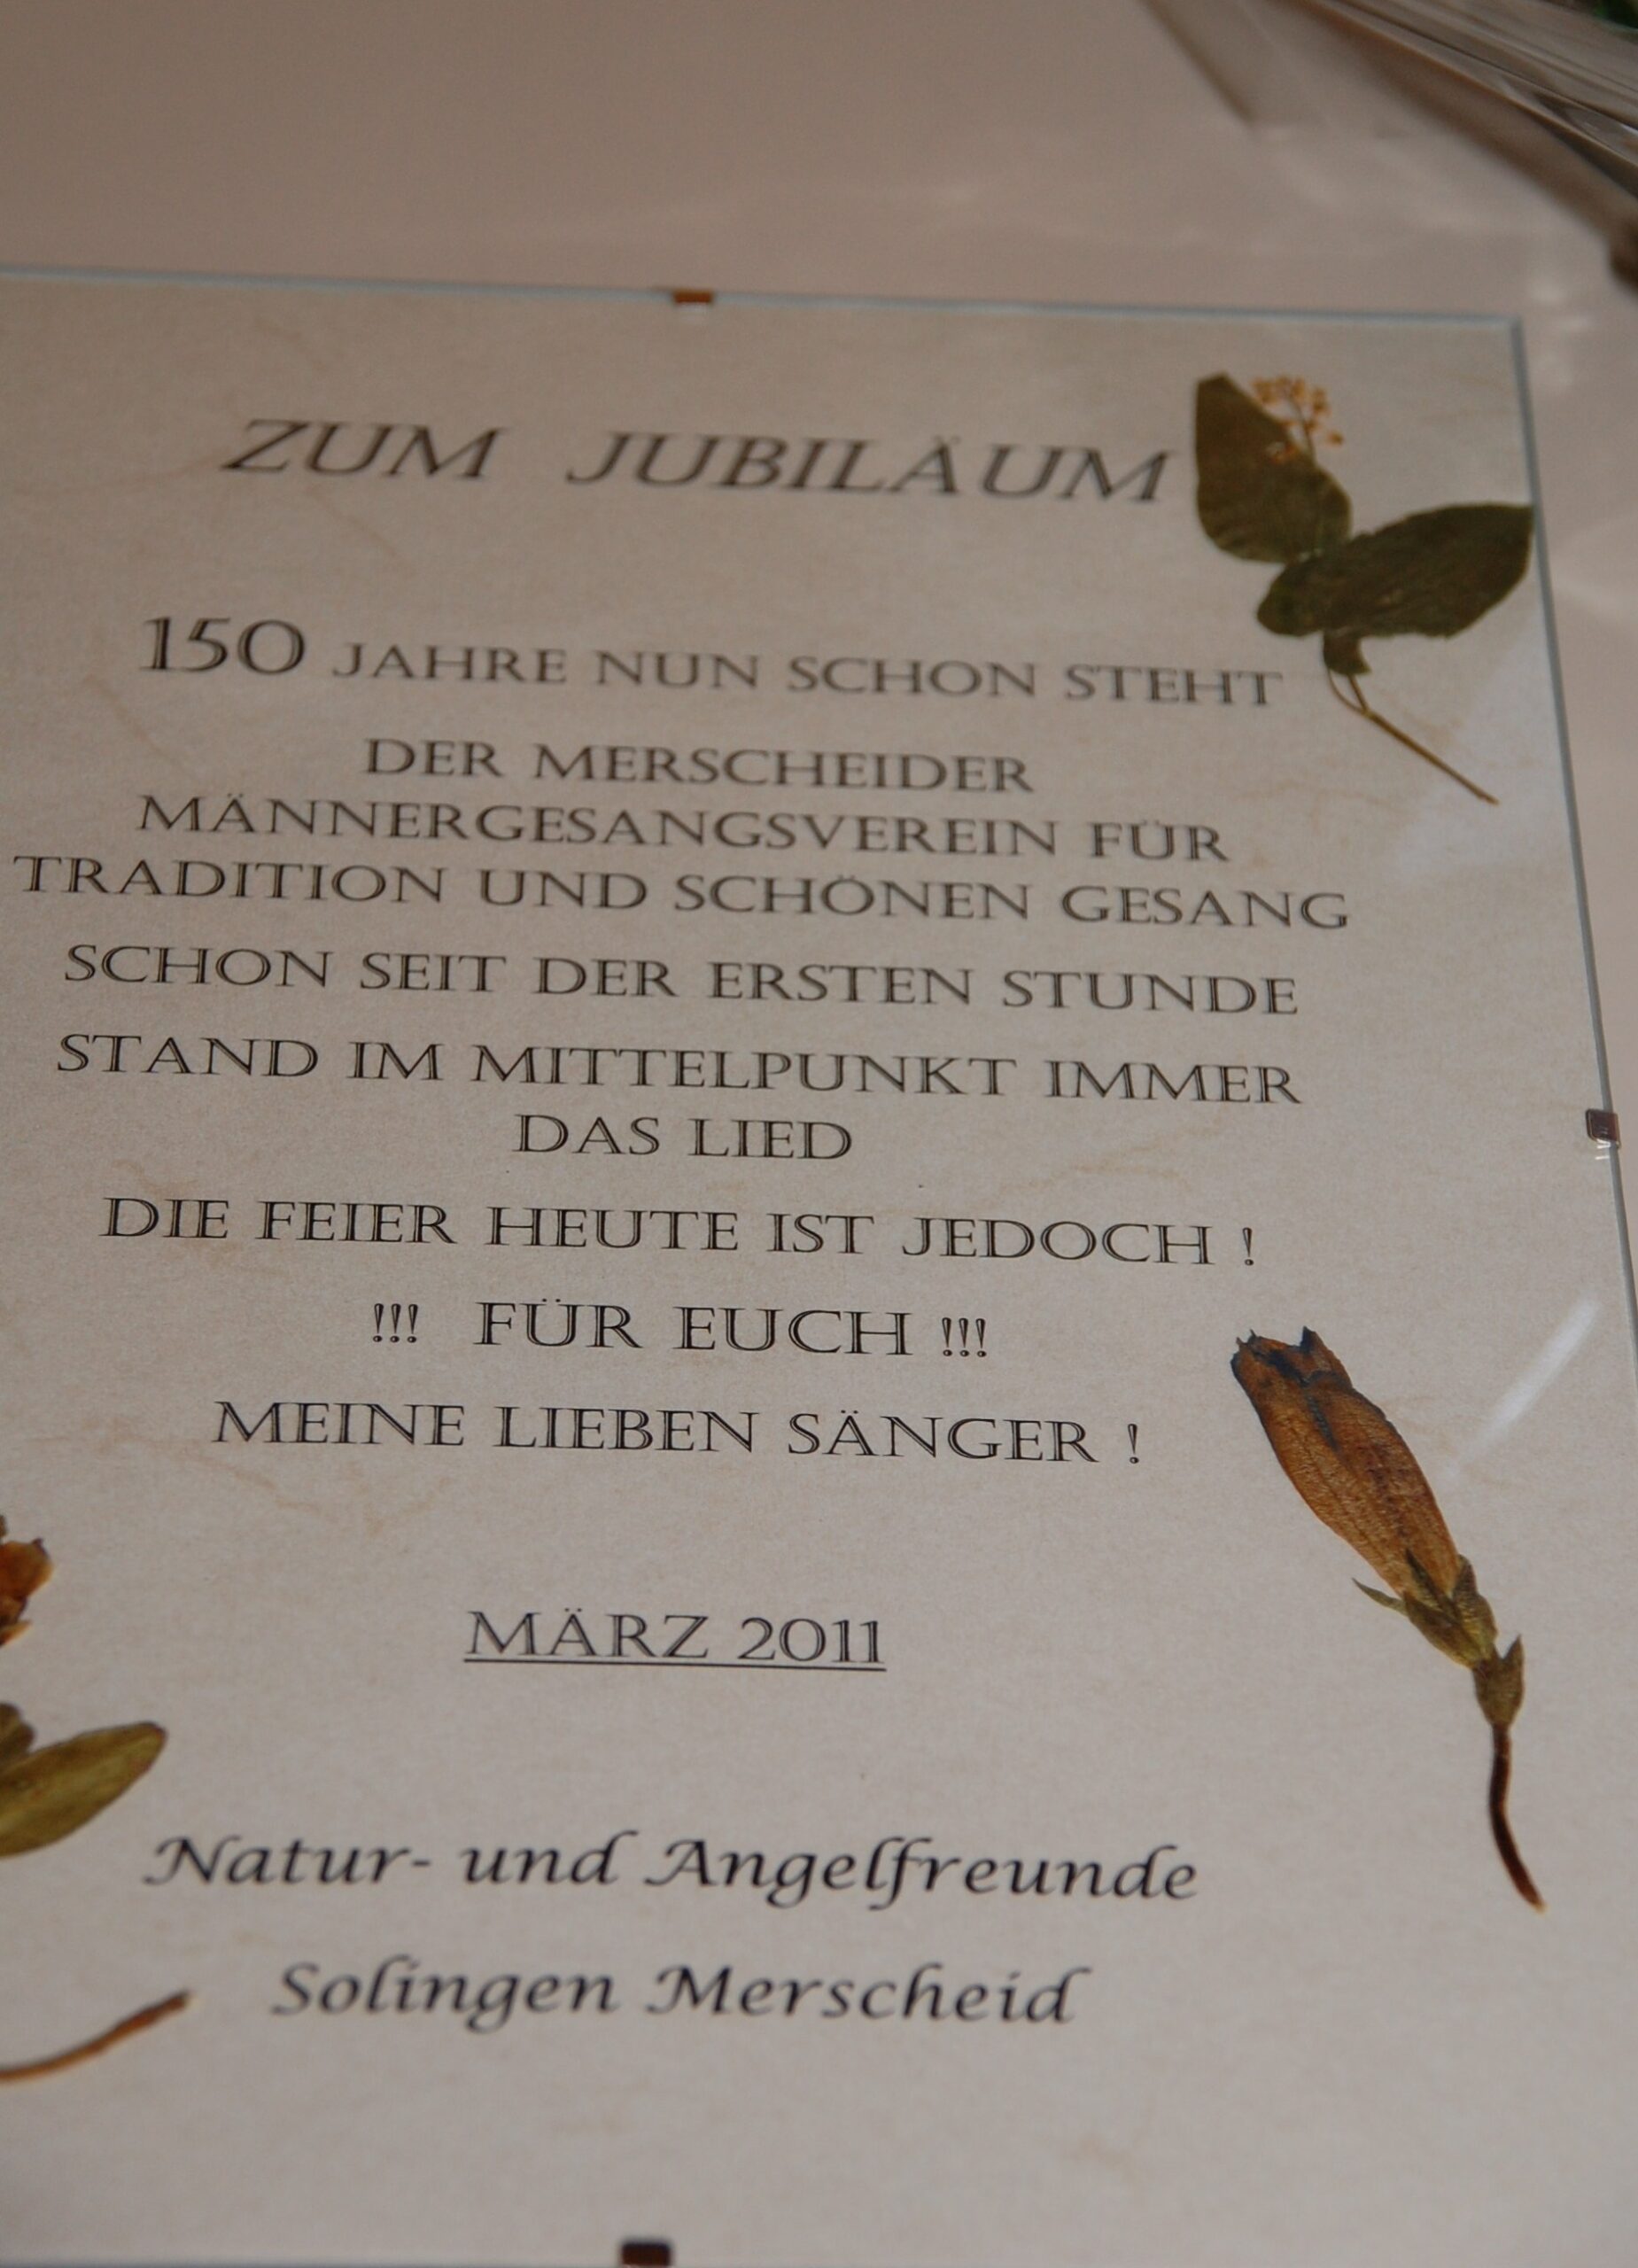 ZUM JUBILÄUM
150 JAHRE NUN SCHON STEHT
DER MERSCHEIDER
MÄNNERGESANGSVEREIN FÜR
TRADITION UND SCHÖNEN GESANG
SCHON SEIT DER ERSTEN STUNDE
STAND IM MITTELPUNKT IMMER
DAS LIED
DIE FEIER HEUTE IST JEDOCH !
!!! FÜR EUCH !!!
MEINE LIEBEN SÄNGER !
MÄRZ 2011
Natur- und Angelfreunde
Solingen Merscheid